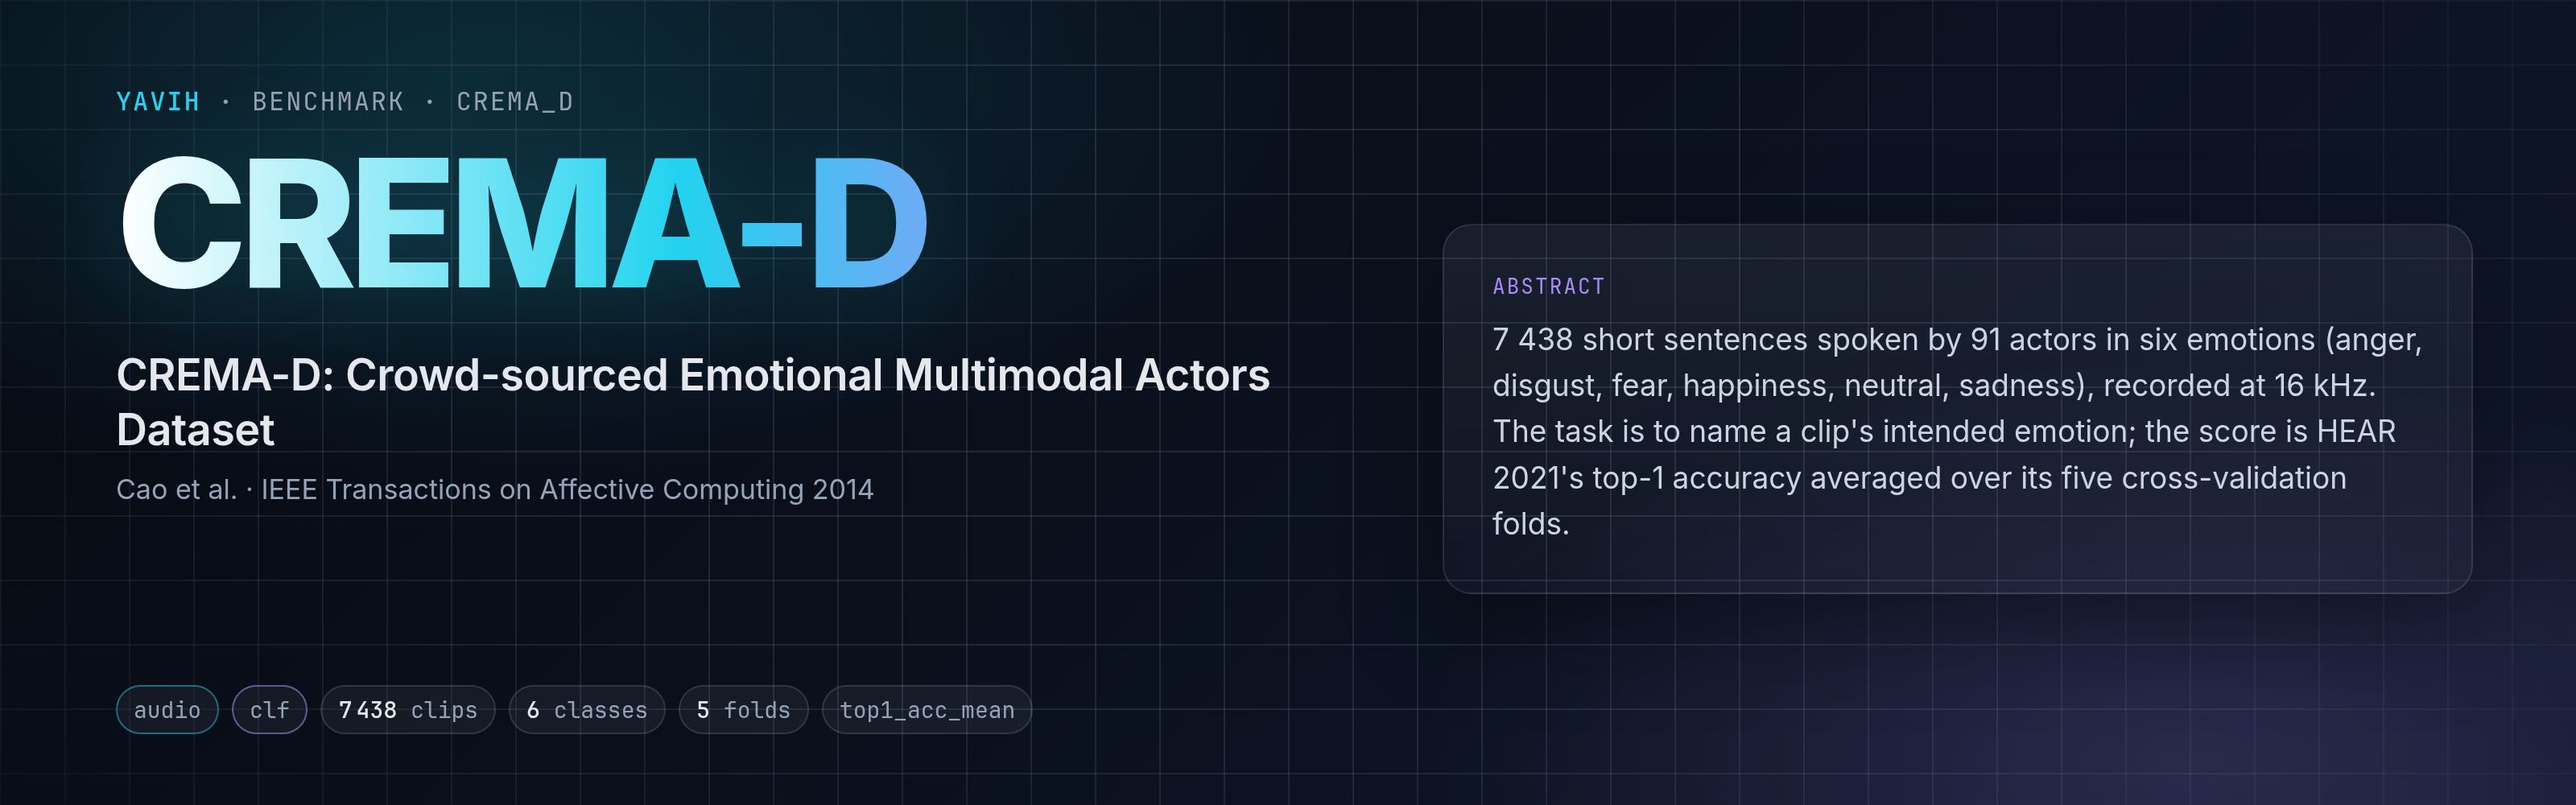 YAVIH · BENCHMARK · CREMA_D
CREMA-D
CREMA-D: Crowd-sourced Emotional Multimodal Actors
Dataset
Cao et al. · IEEE Transactions on Affective Computing 2014
ABSTRACT
7 438 short sentences spoken by 91 actors in six emotions (anger,
disgust, fear, happiness, neutral, sadness), recorded at 16 kHz.
The task is to name a clip's intended emotion; the score is HEAR
2021's top-1 accuracy averaged over its five cross-validation
folds.
audio clf 7 438 clips 6 classes 5 folds top1_acc_mean